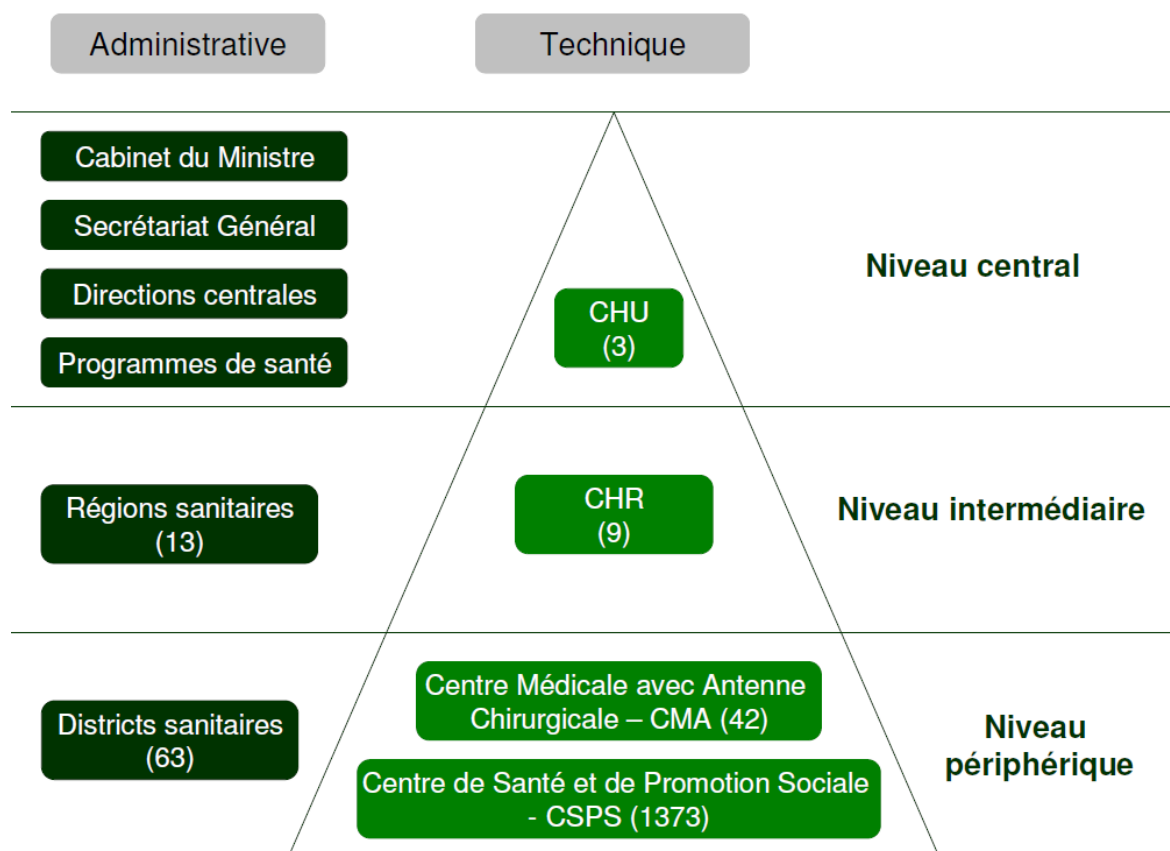 Administrative
Technique
Cabinet du Ministre
Secrétariat Général
Directions centrales
Programmes de santé
CHU
(3)
Niveau central
Régions sanitaires
(13)
CHR
(9)
Niveau intermédiaire
Districts sanitaires
(63)
Centre Médicale avec Antenne
Chirurgicale – CMA (42)
Centre de Santé et de Promotion Sociale
- CSPS (1373)
Niveau
périphérique